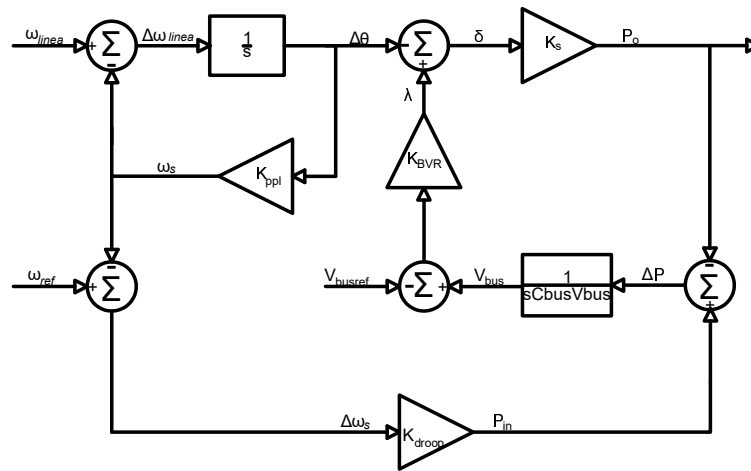 ω_linea
+
Σ
-
Δω_linea
1
s
Δθ
-
Σ
+
δ
K_s
P_o
λ
K_BVR
ω_s
K_ppl
ω_ref
+
Σ
-
V_busref
-
Σ
+
V_bus
1
sCbusVbus
ΔP
-
Σ
+
Δω_s
K_droop
P_in